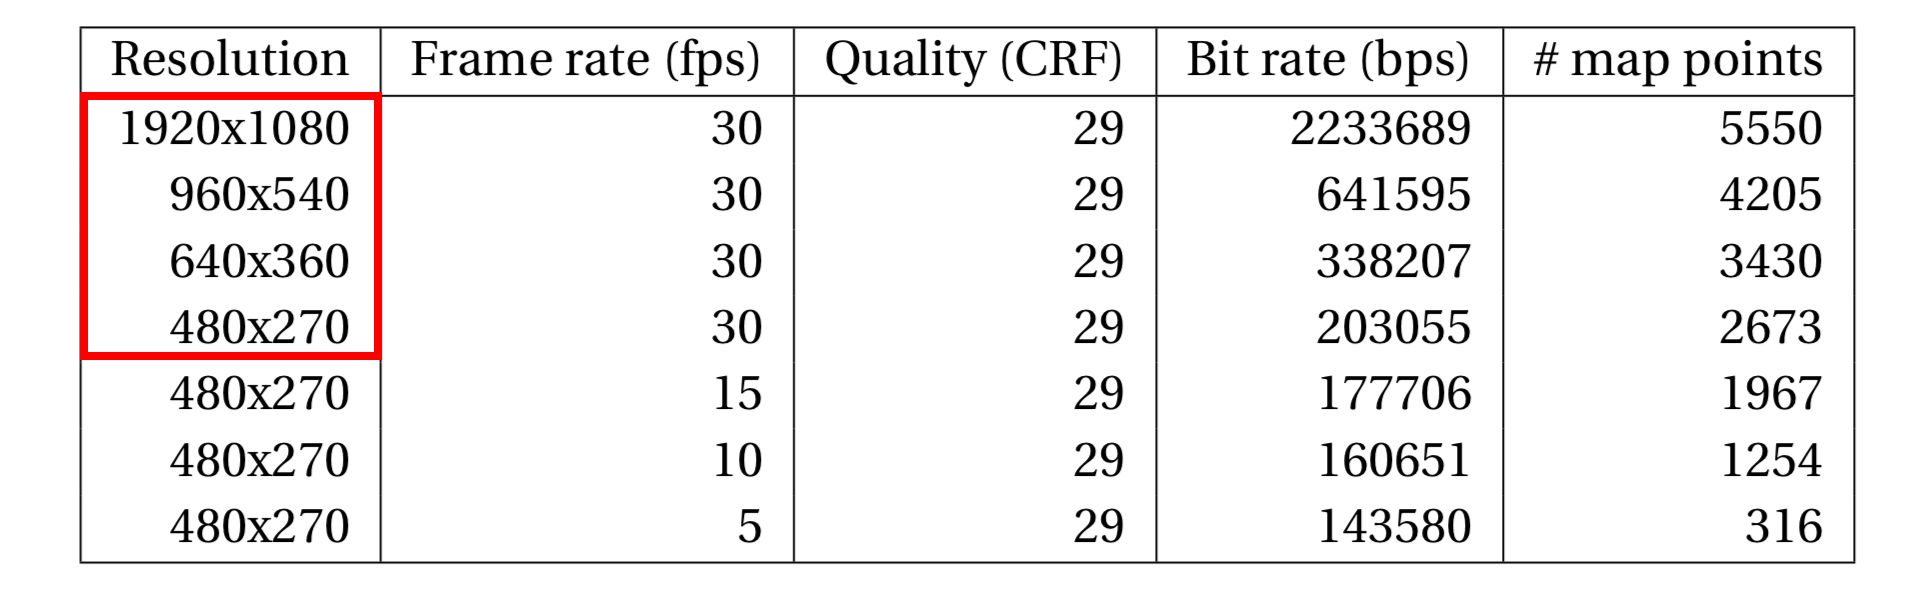 Resolution Frame rate (fps) Quality (CRF) Bit rate (bps) # map points
1920x1080 30 29 2233689 5550
960x540 30 29 641595 4205
640x360 30 29 338207 3430
480x270 30 29 203055 2673
480x270 15 29 177706 1967
480x270 10 29 160651 1254
480x270 5 29 143580 316